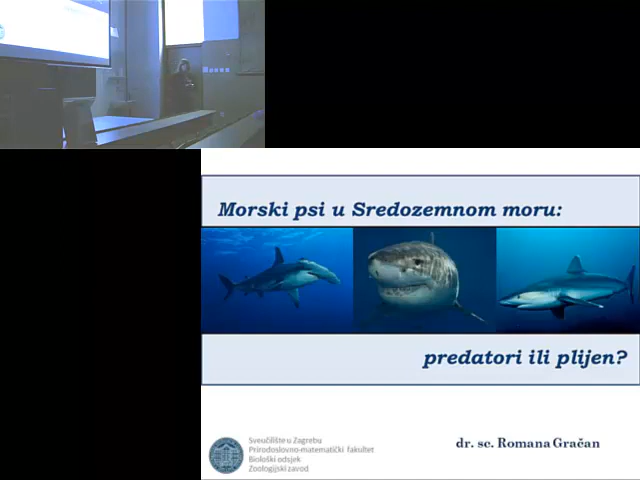 Morski psi u Sredozemnom moru:
predatori ili plijen?
Sveučilište u Zagrebu
Prirodoslovno-matematički fakultet
Biološki odsjek
Zoologijski zavod
dr. sc. Romana Gračan